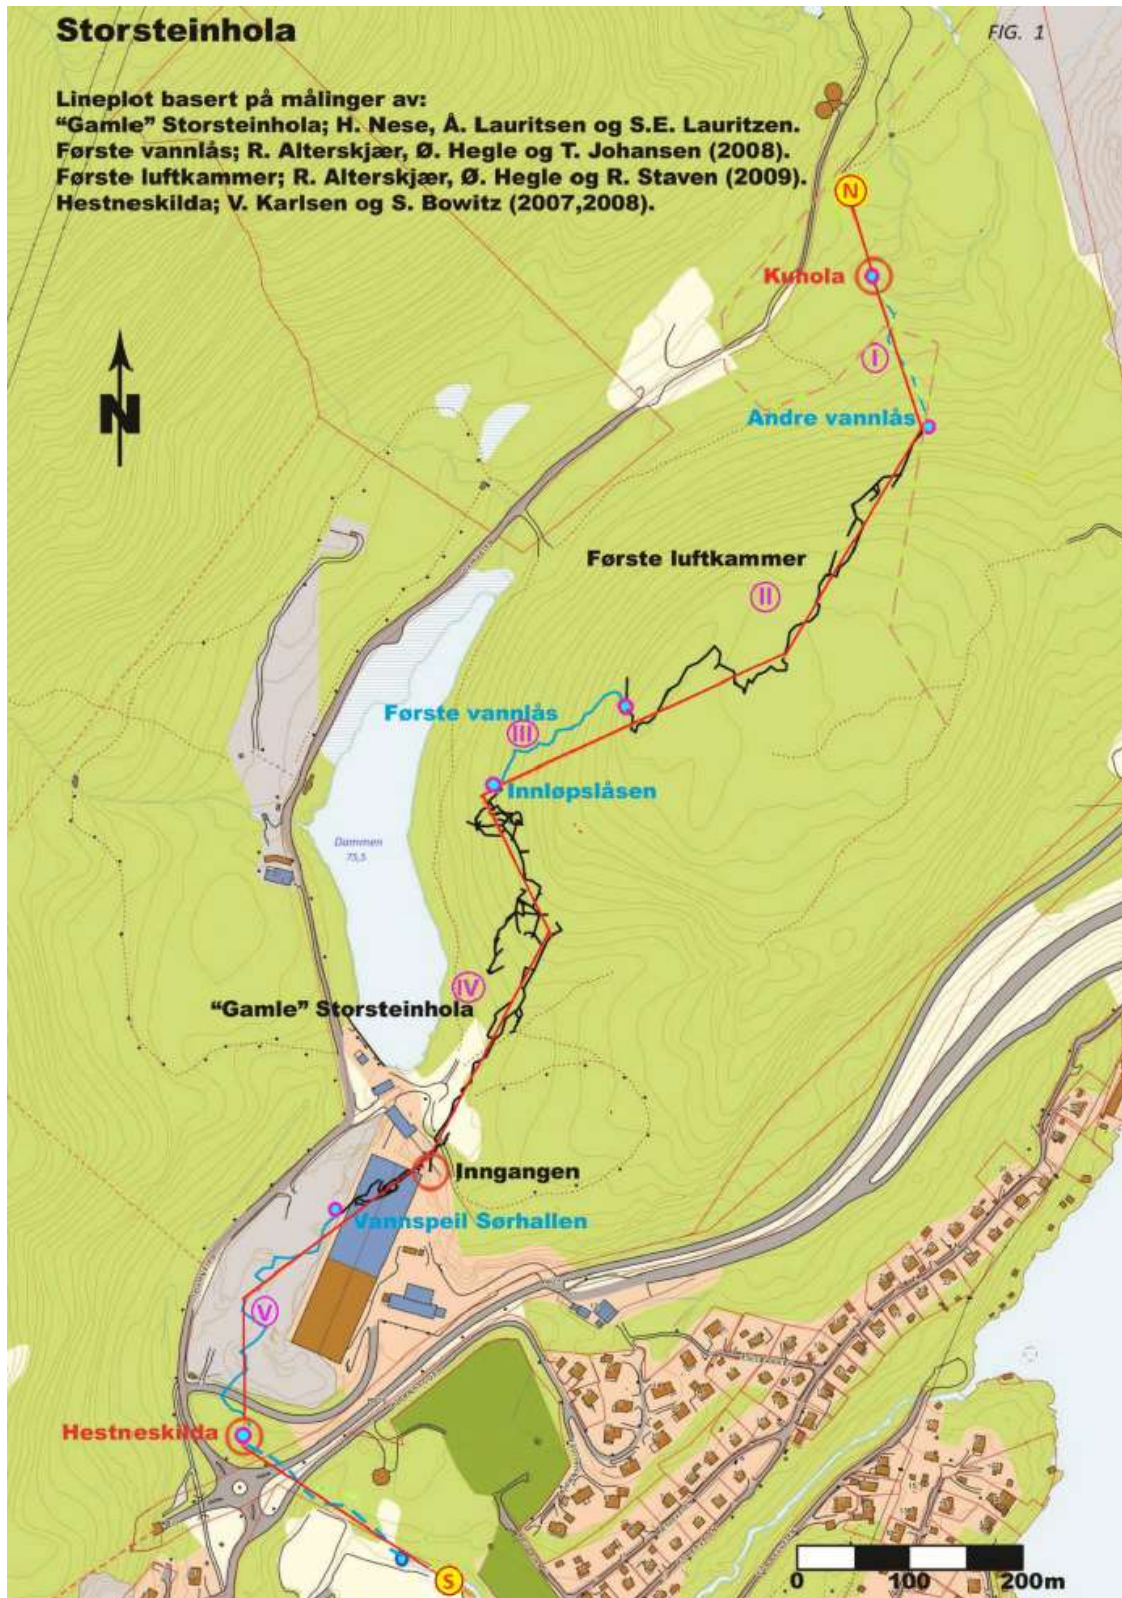 Storsteinhola
FIG. 1
Lineplot basert på målinger av:
“Gamle” Storsteinhola; H. Nese, Å. Lauritsen og S.E. Lauritzen.
Første vannlås; R. Alterskjær, Ø. Hegle og T. Johansen (2008).
Første luftkammer; R. Alterskjær, Ø. Hegle og R. Staven (2009).
Hestneskilda; V. Karlsen og S. Bowitz (2007,2008).
N
Kuhola
I
N
Andre vannlås
Første luftkammer
II
Første vannlås
III
Innløpslåsen
Dammen
75,5
IV
“Gamle” Storsteinhola
Inngangen
Vannspeil Sørhallen
V
Hestneskilda
S
0 100 200m